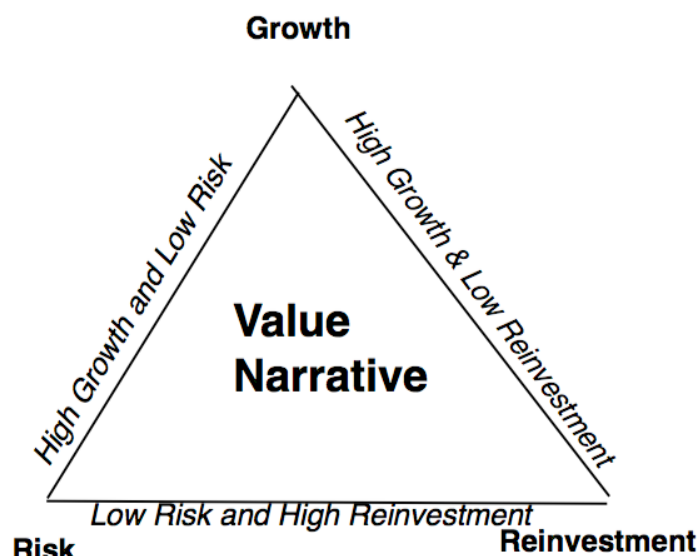 Growth
High Growth and Low Risk
High Growth & Low Reinvestment
Value
Narrative
Low Risk and High Reinvestment
Risk
Reinvestment